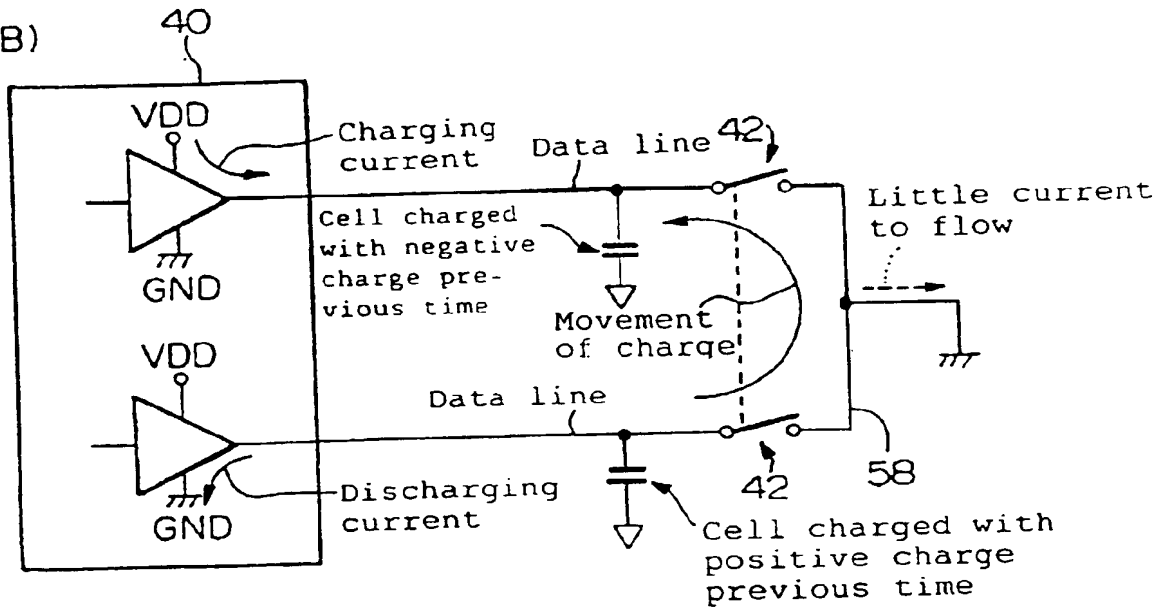 B)
40
VDD
Charging
current
Data line
42
Little current
to flow
Cell charged
with negative
charge pre-
vious time
GND
Movement
of charge
VDD
Data line
Discharging
current
GND
42
58
Cell charged with
positive charge
previous time